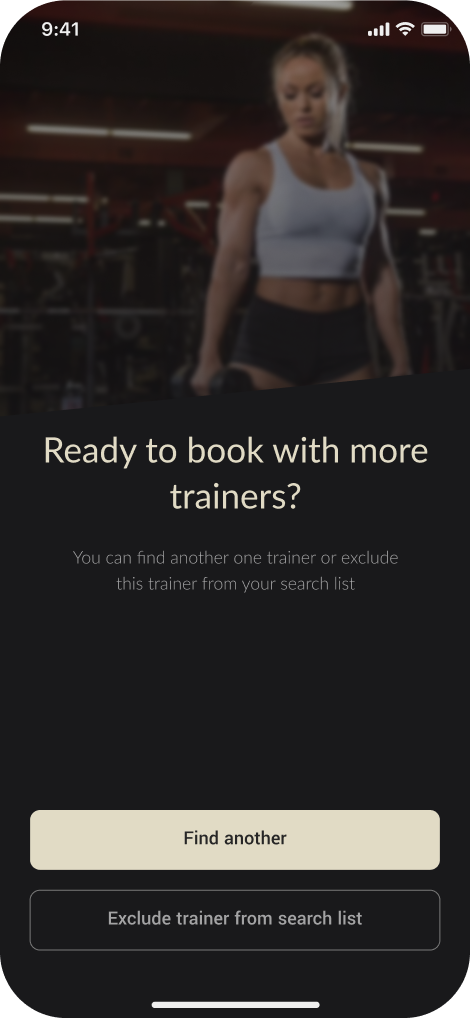 9:41
Ready to book with more
trainers?
You can find another one trainer or exclude
this trainer from your search list
Find another
Exclude trainer from search list